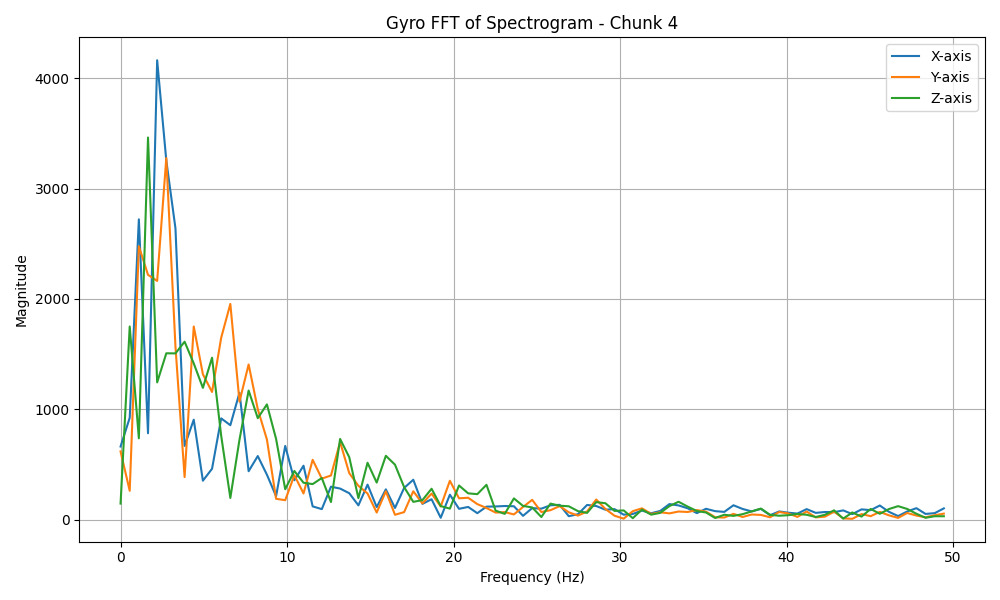 Gyro FFT of Spectrogram - Chunk 4
X-axis
Y-axis
Z-axis
4000
3000
2000
1000
0
Magnitude
0 10 20 30 40 50
Frequency (Hz)